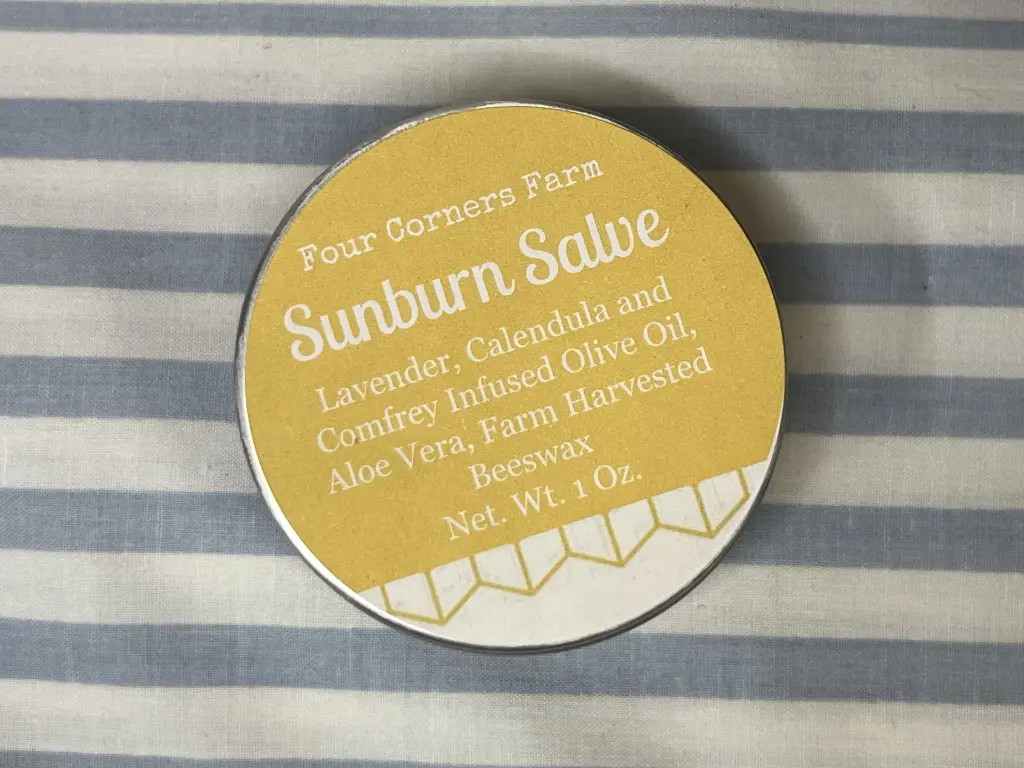 Four Corners Farm
Sunburn Salve
Lavender, Calendula and
Comfrey Infused Olive Oil,
Aloe Vera, Farm Harvested
Beeswax
Net. Wt. 1 Oz.